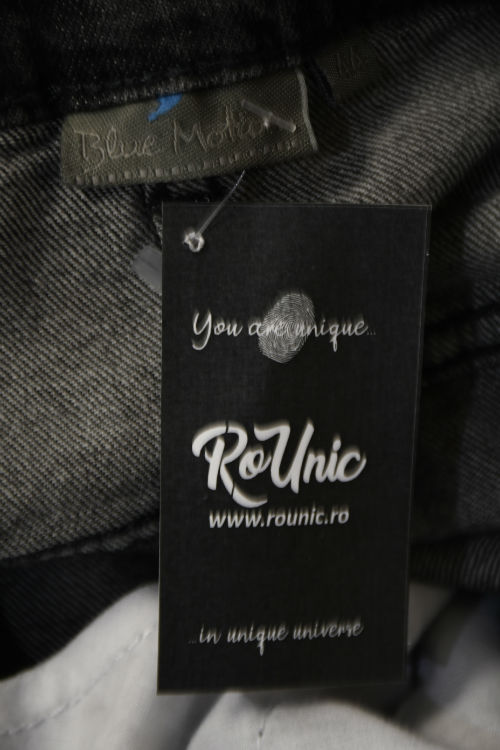 Blue Motion
You are unique...
RoUnic
www.rounic.ro
...in unique universe